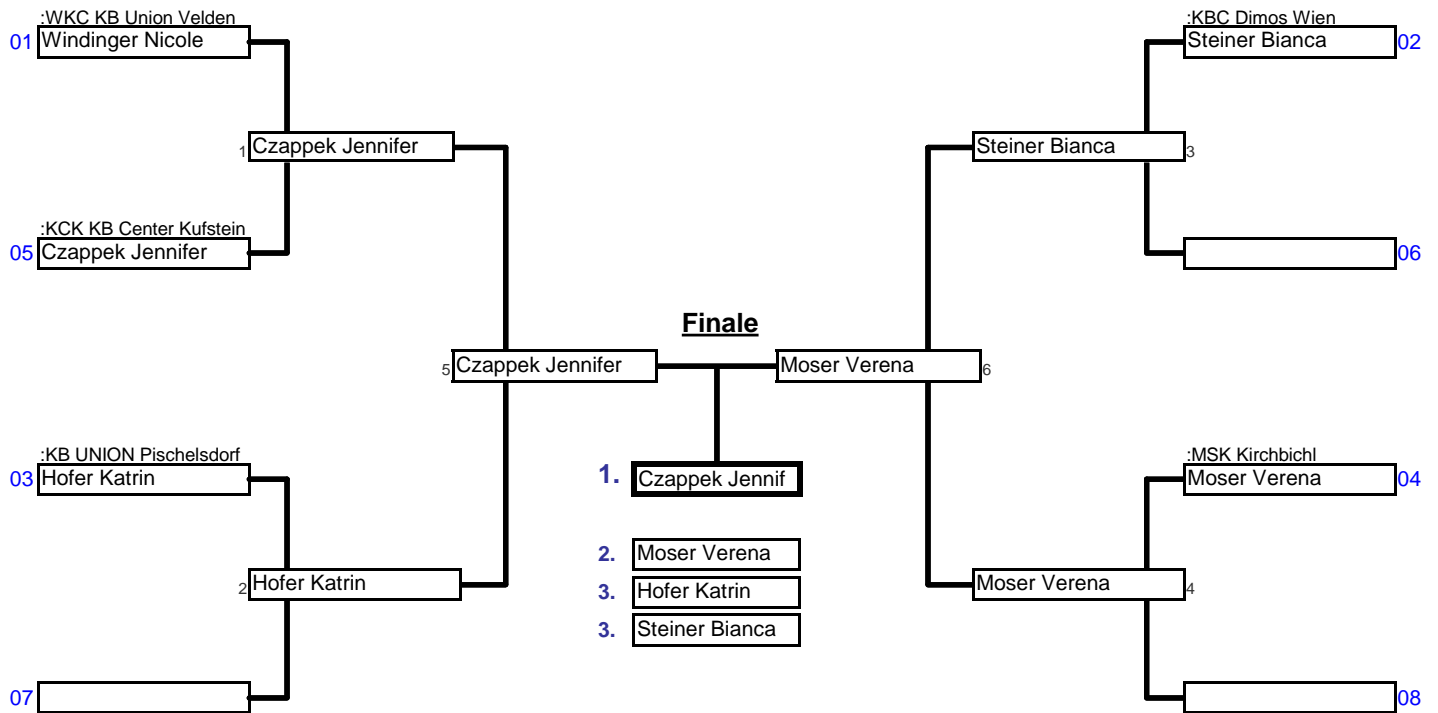 :WKC KB Union Velden
01 Windinger Nicole
:KBC Dimos Wien
Steiner Bianca 02
1 Czappek Jennifer
Steiner Bianca 3
:KCK KB Center Kufstein
05 Czappek Jennifer
06
Finale
5 Czappek Jennifer
Moser Verena 6
:KB UNION Pischelsdorf
03 Hofer Katrin
1. Czappek Jennif
:MSK Kirchbichl
Moser Verena 04
2. Moser Verena
2 Hofer Katrin
3. Hofer Katrin
Moser Verena 4
3. Steiner Bianca
07
08